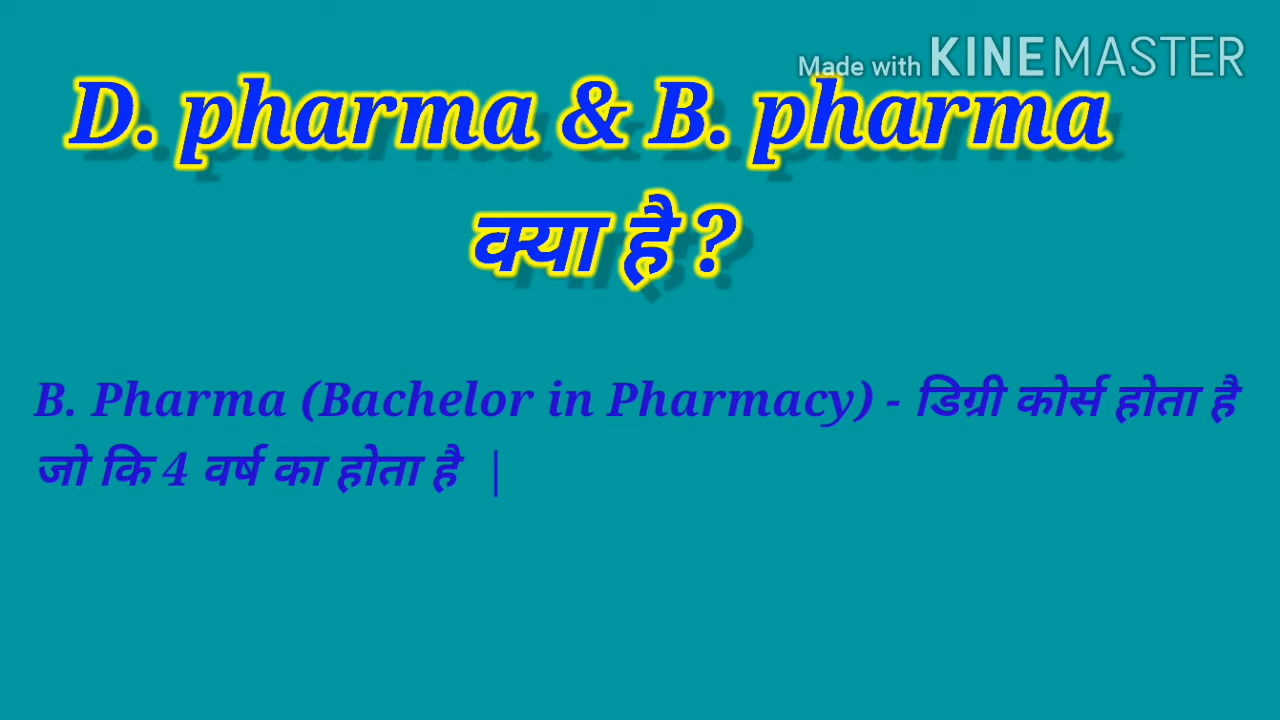 Made with KINEMASTER
D. pharma & B. pharma
क्या है ?
B. Pharma (Bachelor in Pharmacy) - डिग्री कोर्स होता है
जो कि 4 वर्ष का होता है |